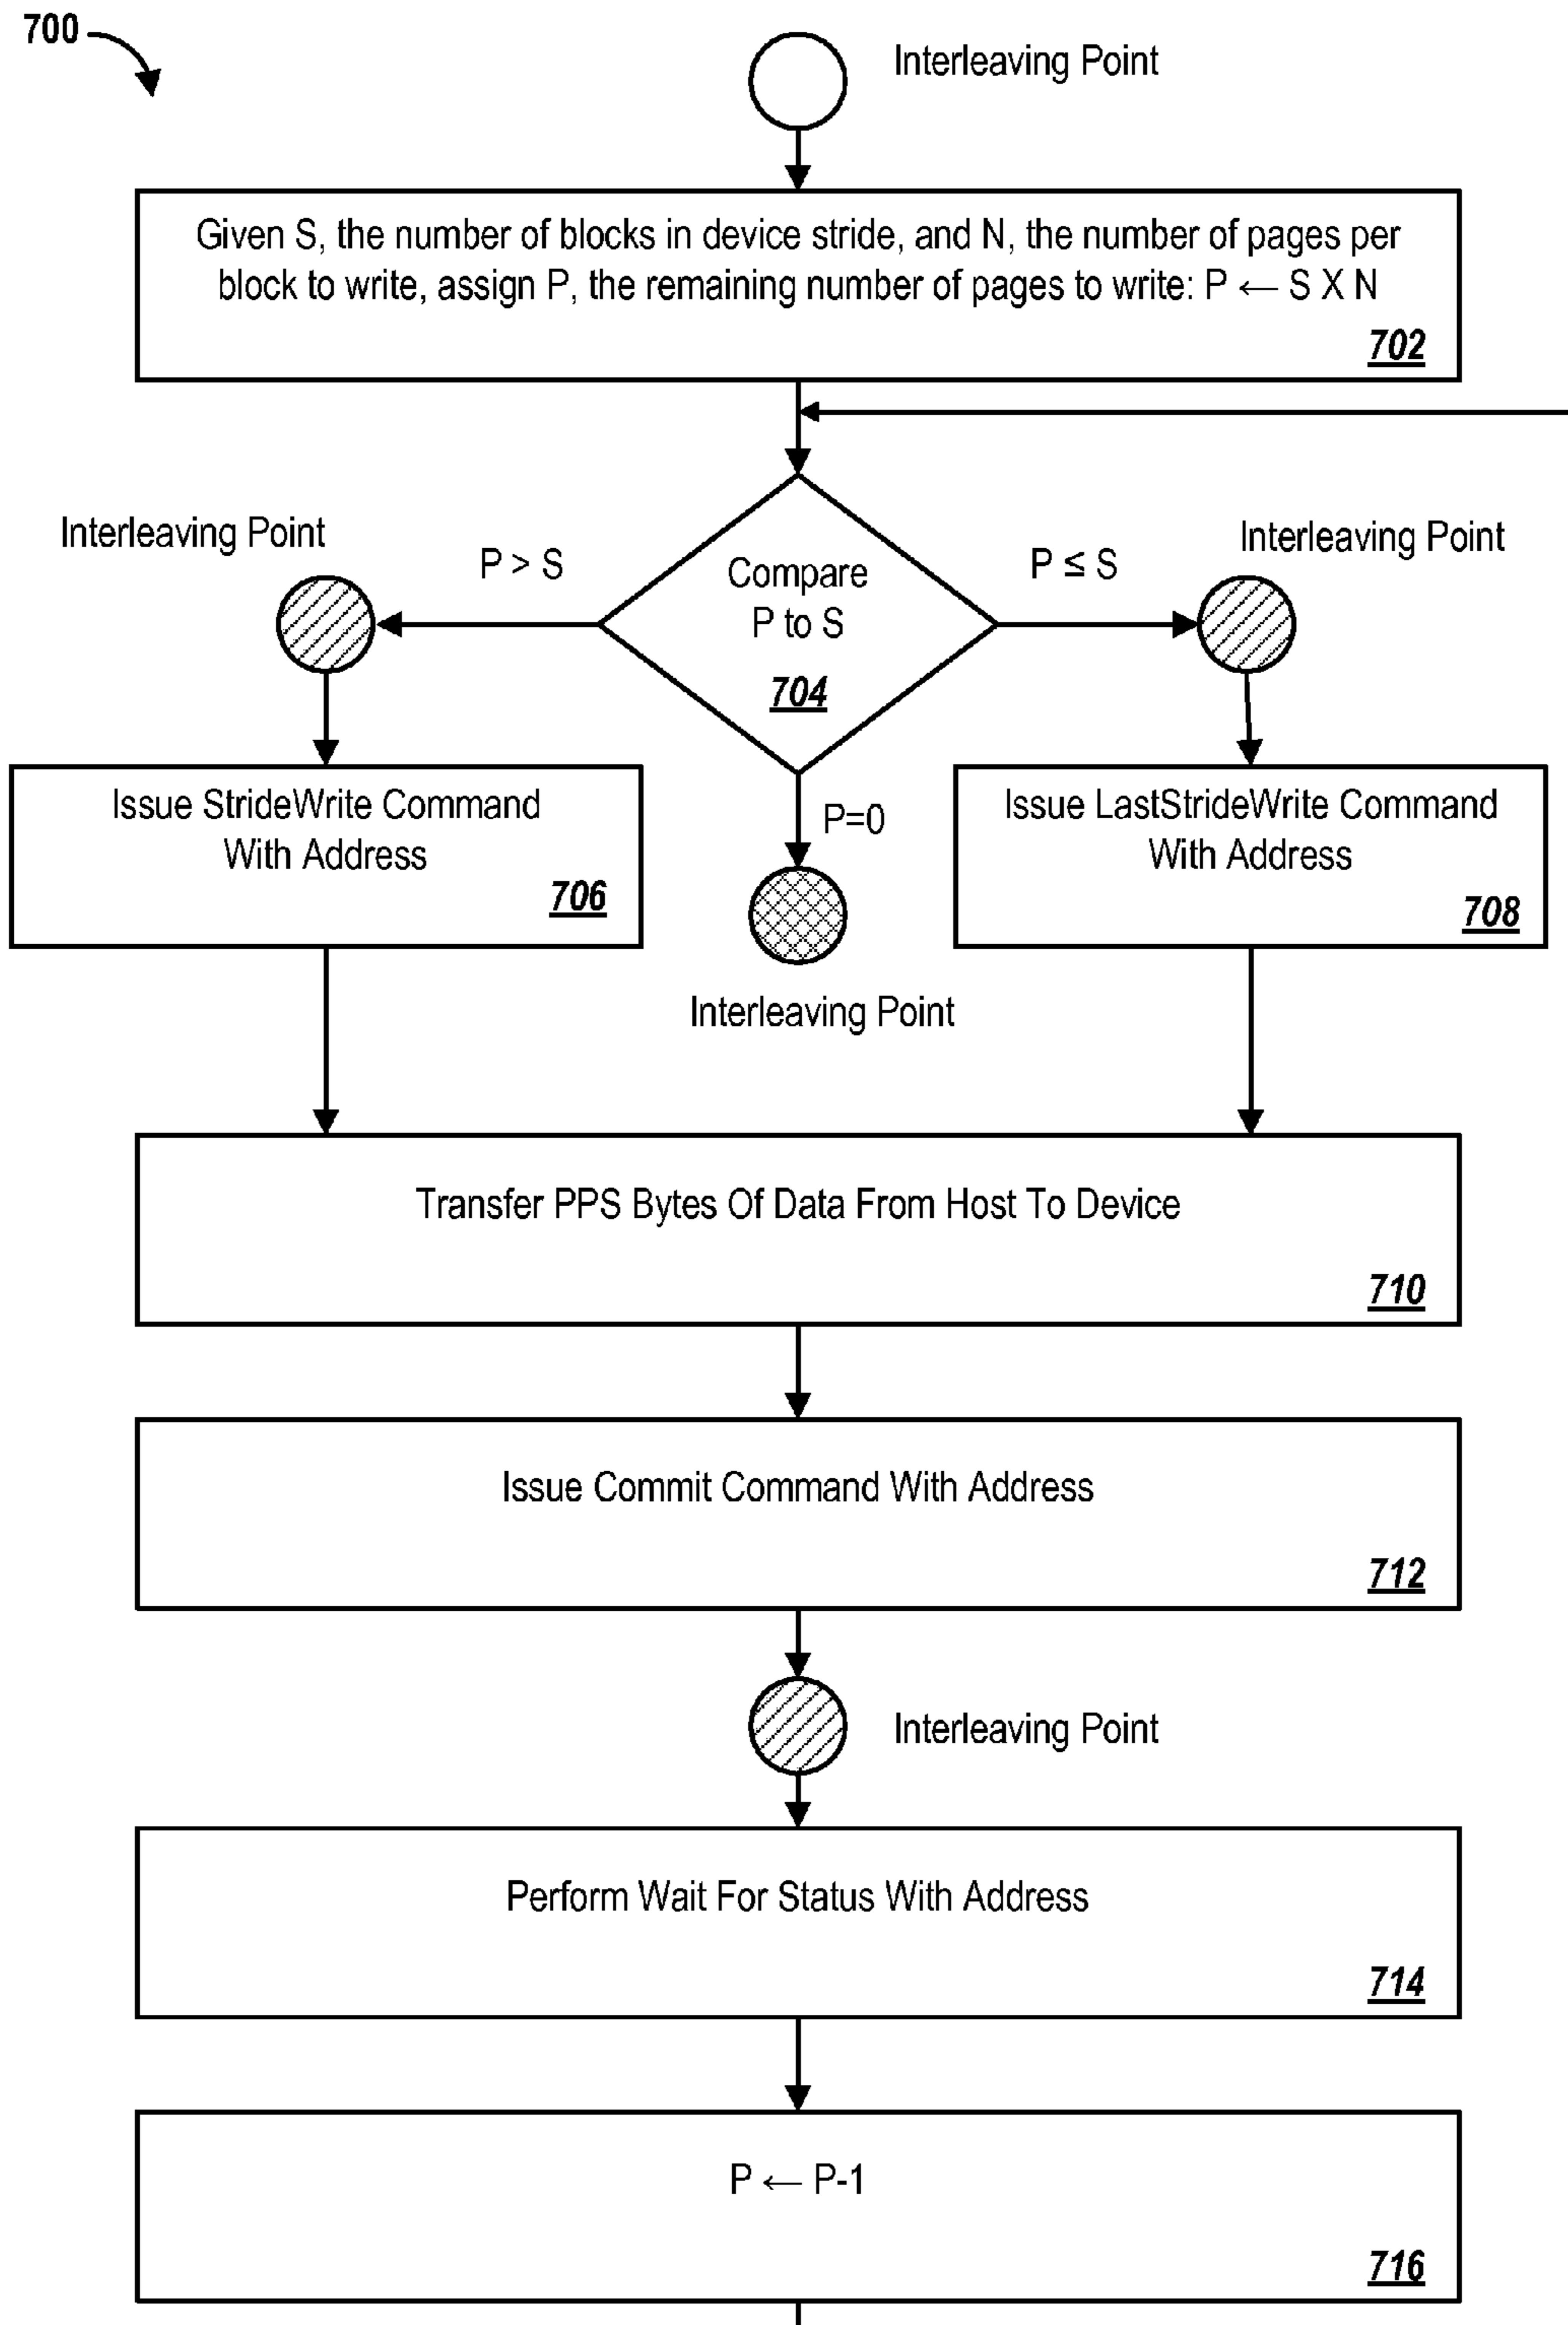 700
Interleaving Point
Given S, the number of blocks in device stride, and N, the number of pages per
block to write, assign P, the remaining number of pages to write: P ← S X N
702
Interleaving Point
P > S
Compare
P to S
704
P ≤ S
Interleaving Point
Issue StrideWrite Command
With Address
706
P=0
Interleaving Point
Issue LastStrideWrite Command
With Address
708
Transfer PPS Bytes Of Data From Host To Device
710
Issue Commit Command With Address
712
Interleaving Point
Perform Wait For Status With Address
714
P ← P-1
716